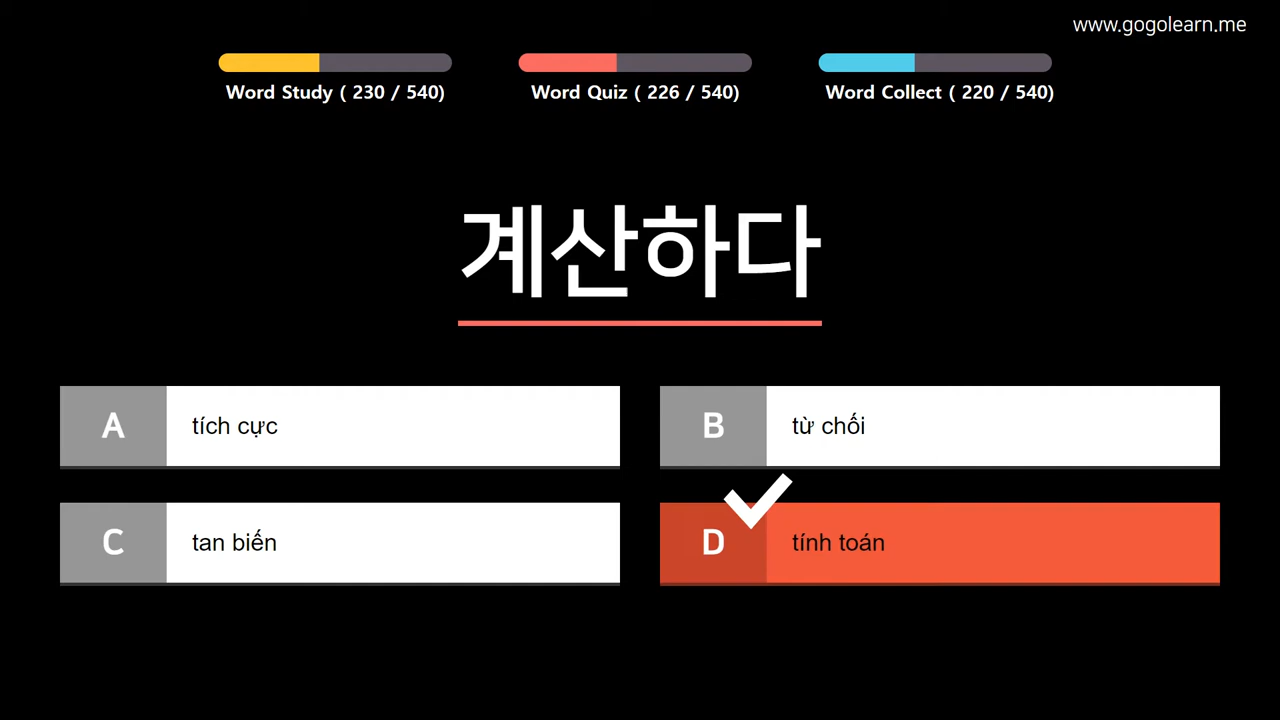 www.gogolearn.me
Word Study ( 230 / 540)
Word Quiz ( 226 / 540)
Word Collect ( 220 / 540)
계산하다
A tích cực
B từ chối
C tan biến
D tính toán